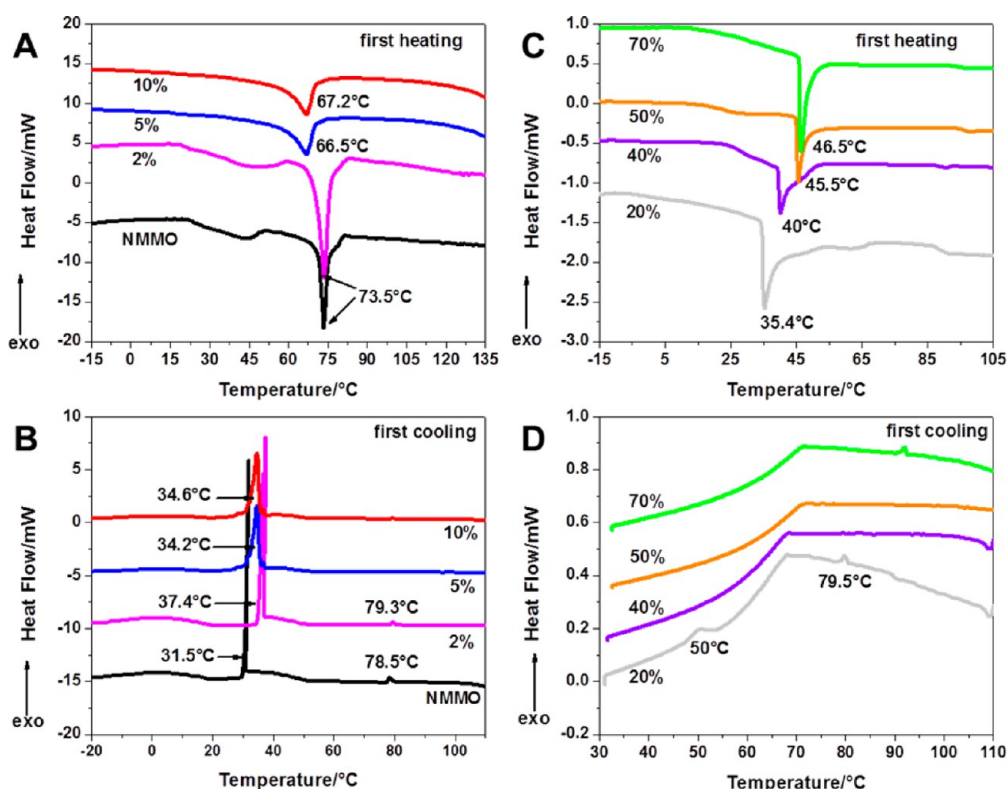 A
first heating
10%
67.2°C
5%
66.5°C
2%
NMMO
73.5°C
20
15
10
5
0
-5
-10
-15
-20
Heat Flow/mW
exo
-15 0 15 30 45 60 75 90 105 120 135
Temperature/°C
C
first heating
70%
50%
46.5°C
40%
45.5°C
20%
40°C
35.4°C
1.0
0.5
0.0
-0.5
-1.0
-1.5
-2.0
-2.5
-3.0
Heat Flow/mW
exo
-15 5 25 45 65 85 105
Temperature/°C
B
first cooling
34.6°C
10%
34.2°C
5%
37.4°C
79.3°C
2%
31.5°C
78.5°C
NMMO
10
5
0
-5
-10
-15
-20
Heat Flow/mW
exo
-20 0 20 40 60 80 100
Temperature/°C
D
first cooling
70%
50%
79.5°C
40%
50°C
20%
1.0
0.8
0.6
0.4
0.2
0.0
-0.2
Heat Flow/mW
exo
30 40 50 60 70 80 90 100 110
Temperature/°C